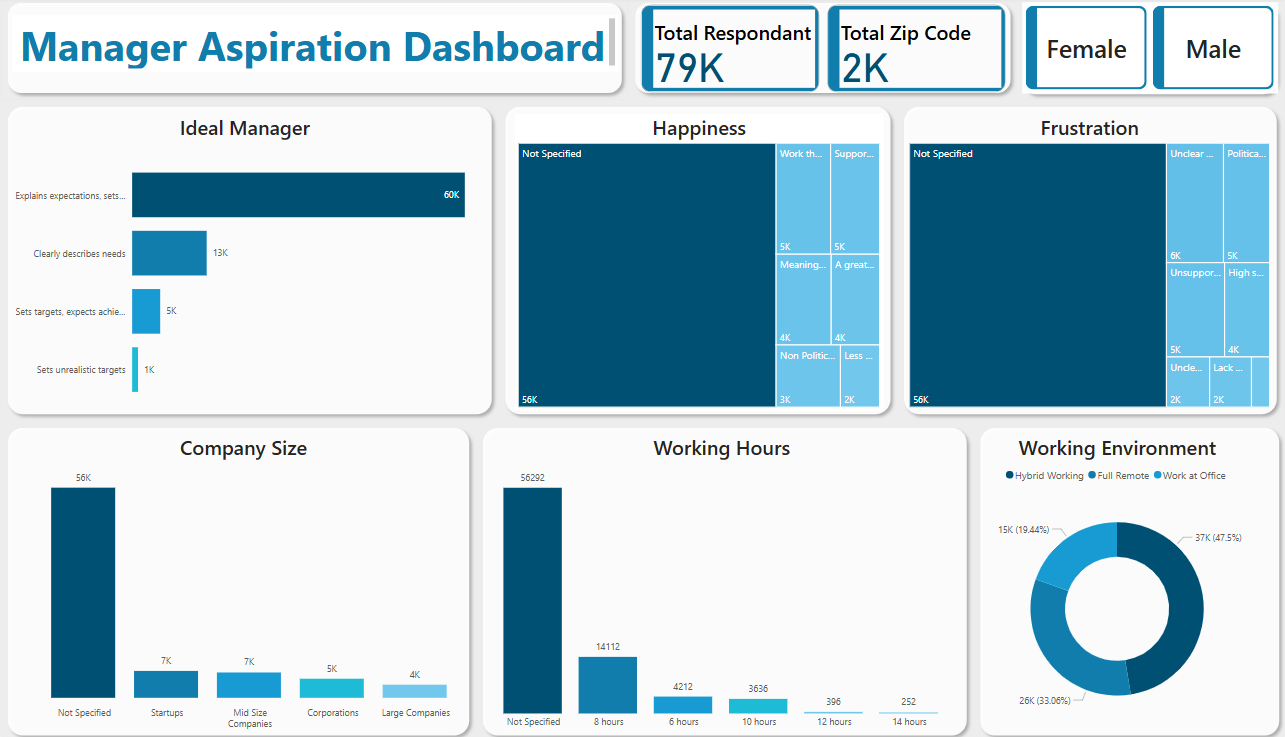 Manager Aspiration Dashboard
Total Respondant
79K
Total Zip Code
2K
Female
Male
Ideal Manager
Explains expectations, sets...
60K
Clearly describes needs
13K
Sets targets, expects achie...
5K
Sets unrealistic targets
1K
Happiness
Not Specified
56K
Work th...
5K
Suppor...
5K
Meaning...
4K
A great...
4K
Non Politic...
3K
Less ...
2K
Frustration
Not Specified
56K
Unclear ...
6K
Politica...
5K
Unsuppor...
5K
High s...
4K
Uncle...
2K
Lack ...
2K
Company Size
56K
7K
7K
5K
4K
Not Specified
Startups
Mid Size
Companies
Corporations
Large Companies
Working Hours
56292
14112
4212
3636
396
252
Not Specified
8 hours
6 hours
10 hours
12 hours
14 hours
Working Environment
Hybrid Working
Full Remote
Work at Office
15K (19.44%)
37K (47.5%)
26K (33.06%)